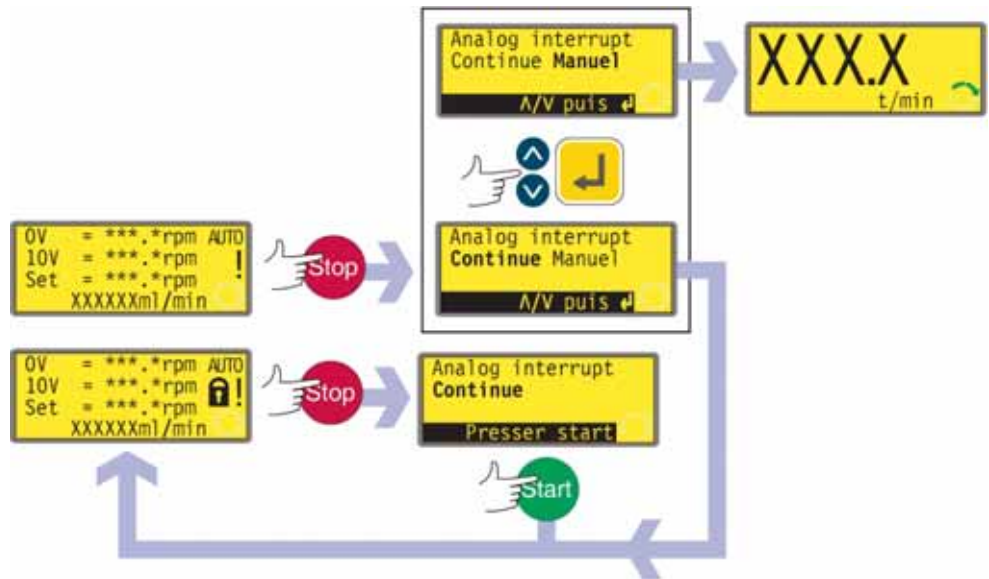 Analog interrupt
Continue Manuel
Λ/V puis ↲
XXX.X
t/min
0V = ***.*rpm AUTO
10V = ***.*rpm !
Set = ***.*rpm
XXXXXXml/min
Stop
Analog interrupt
Continue Manuel
Λ/V puis ↲
0V = ***.*rpm AUTO
10V = ***.*rpm !
Set = ***.*rpm
XXXXXXml/min
Stop
Analog interrupt
Continue
Presser start
Start